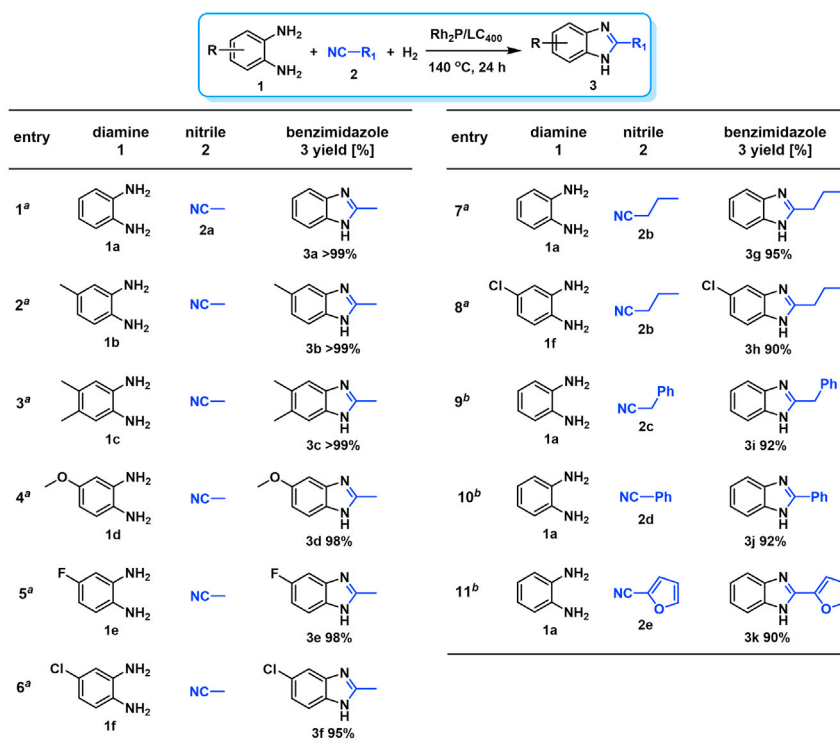 R NH₂ NH₂ 1 + NC—R₁ 2 + H₂ Rh₂P/LC₄₀₀ 140 °C, 24 h R N N H R₁ 3
entry diamine 1 nitrile 2 benzimidazole 3 yield [%]
1ᵃ NH₂ NH₂ 1a NC 2a N N H 3a >99%
2ᵃ NH₂ NH₂ 1b NC N N H 3b >99%
3ᵃ NH₂ NH₂ 1c NC N N H 3c >99%
4ᵃ O NH₂ NH₂ 1d NC O N N H 3d 98%
5ᵃ F NH₂ NH₂ 1e NC F N N H 3e 98%
6ᵃ Cl NH₂ NH₂ 1f NC Cl N N H 3f 95%
entry diamine 1 nitrile 2 benzimidazole 3 yield [%]
7ᵃ NH₂ NH₂ 1a NC 2b N N H 3g 95%
8ᵃ Cl NH₂ NH₂ 1f NC 2b Cl N N H 3h 90%
9ᵇ NH₂ NH₂ 1a NC Ph 2c N N H Ph 3i 92%
10ᵇ NH₂ NH₂ 1a NC—Ph 2d N N H Ph 3j 92%
11ᵇ NH₂ NH₂ 1a NC O 2e N N H O 3k 90%